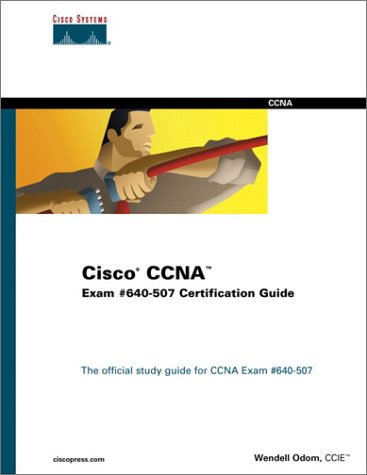 CISCO SYSTEMS
CCNA
Cisco® CCNA™
Exam #640-507 Certification Guide
The official study guide for CCNA Exam #640-507
ciscopress.com
Wendell Odom, CCIE™